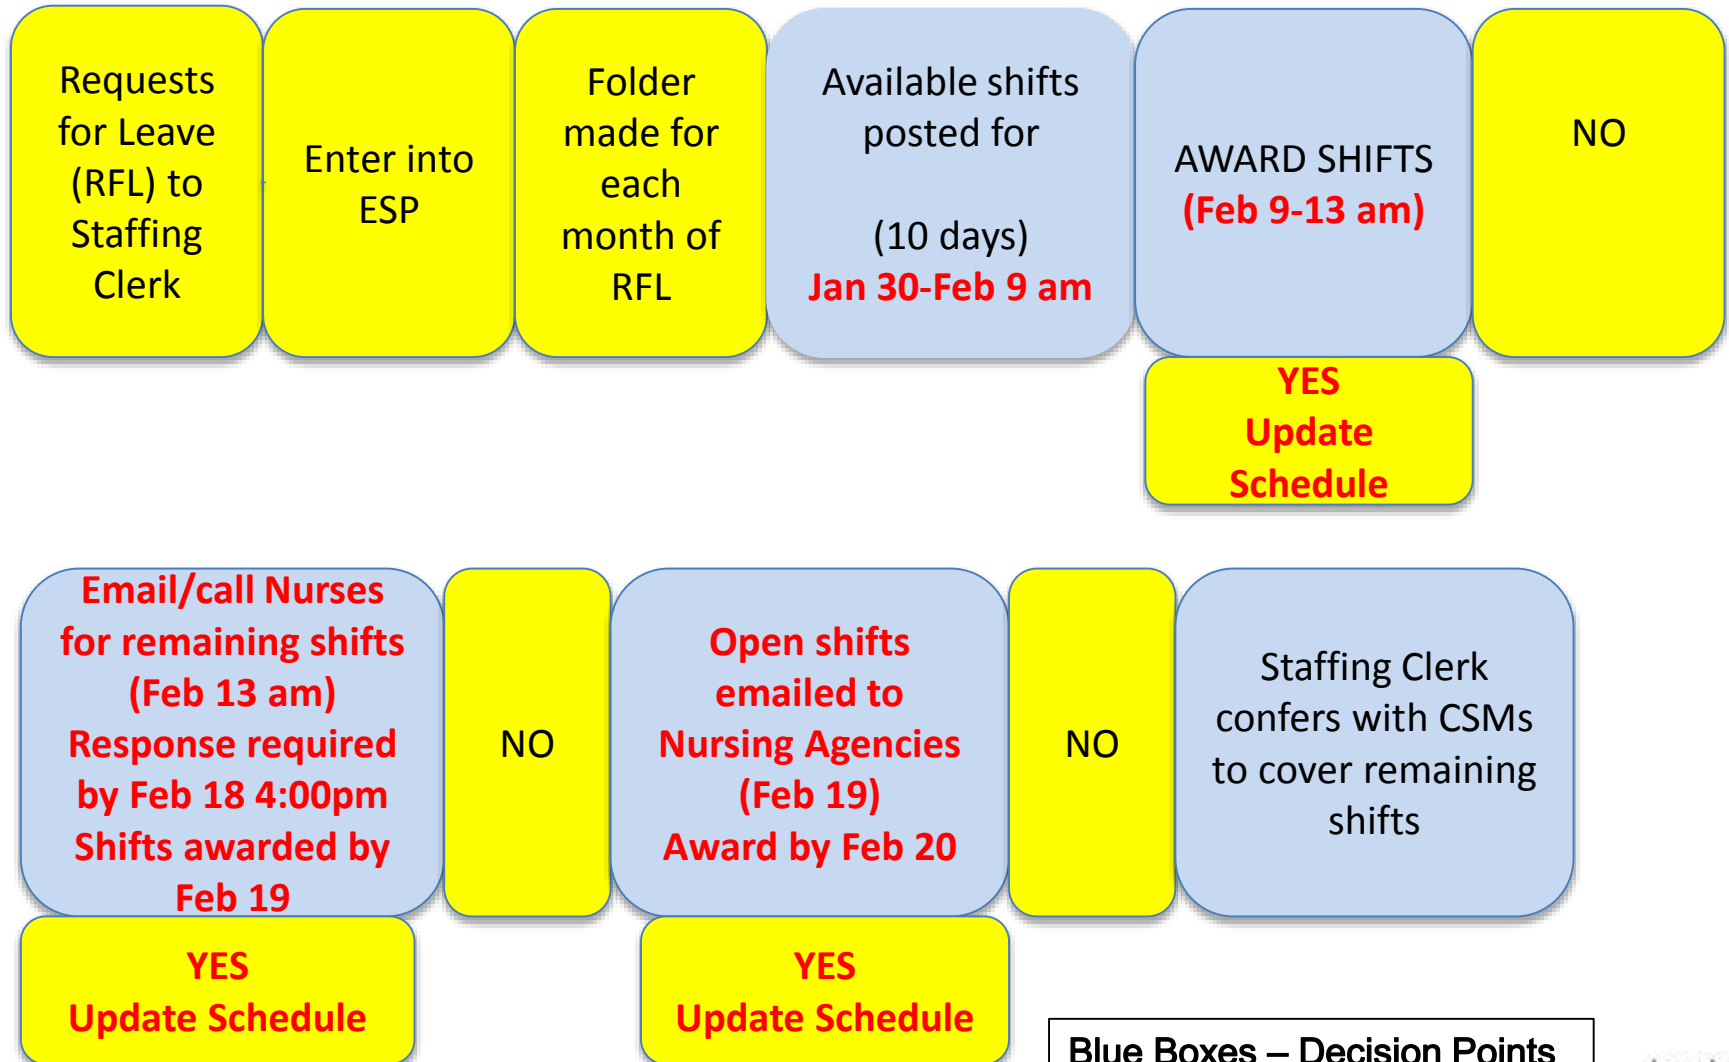 Requests
for Leave
(RFL) to
Staffing
Clerk
Enter into
ESP
Folder
made for
each
month of
RFL
Available shifts
posted for
(10 days)
Jan 30-Feb 9 am
AWARD SHIFTS
(Feb 9-13 am)
NO
YES
Update
Schedule
Email/call Nurses
for remaining shifts
(Feb 13 am)
Response required
by Feb 18 4:00pm
Shifts awarded by
Feb 19
YES
Update Schedule
NO
Open shifts
emailed to
Nursing Agencies
(Feb 19)
Award by Feb 20
YES
Update Schedule
NO
Staffing Clerk
confers with CSMs
to cover remaining
shifts
Blue Boxes – Decision Points